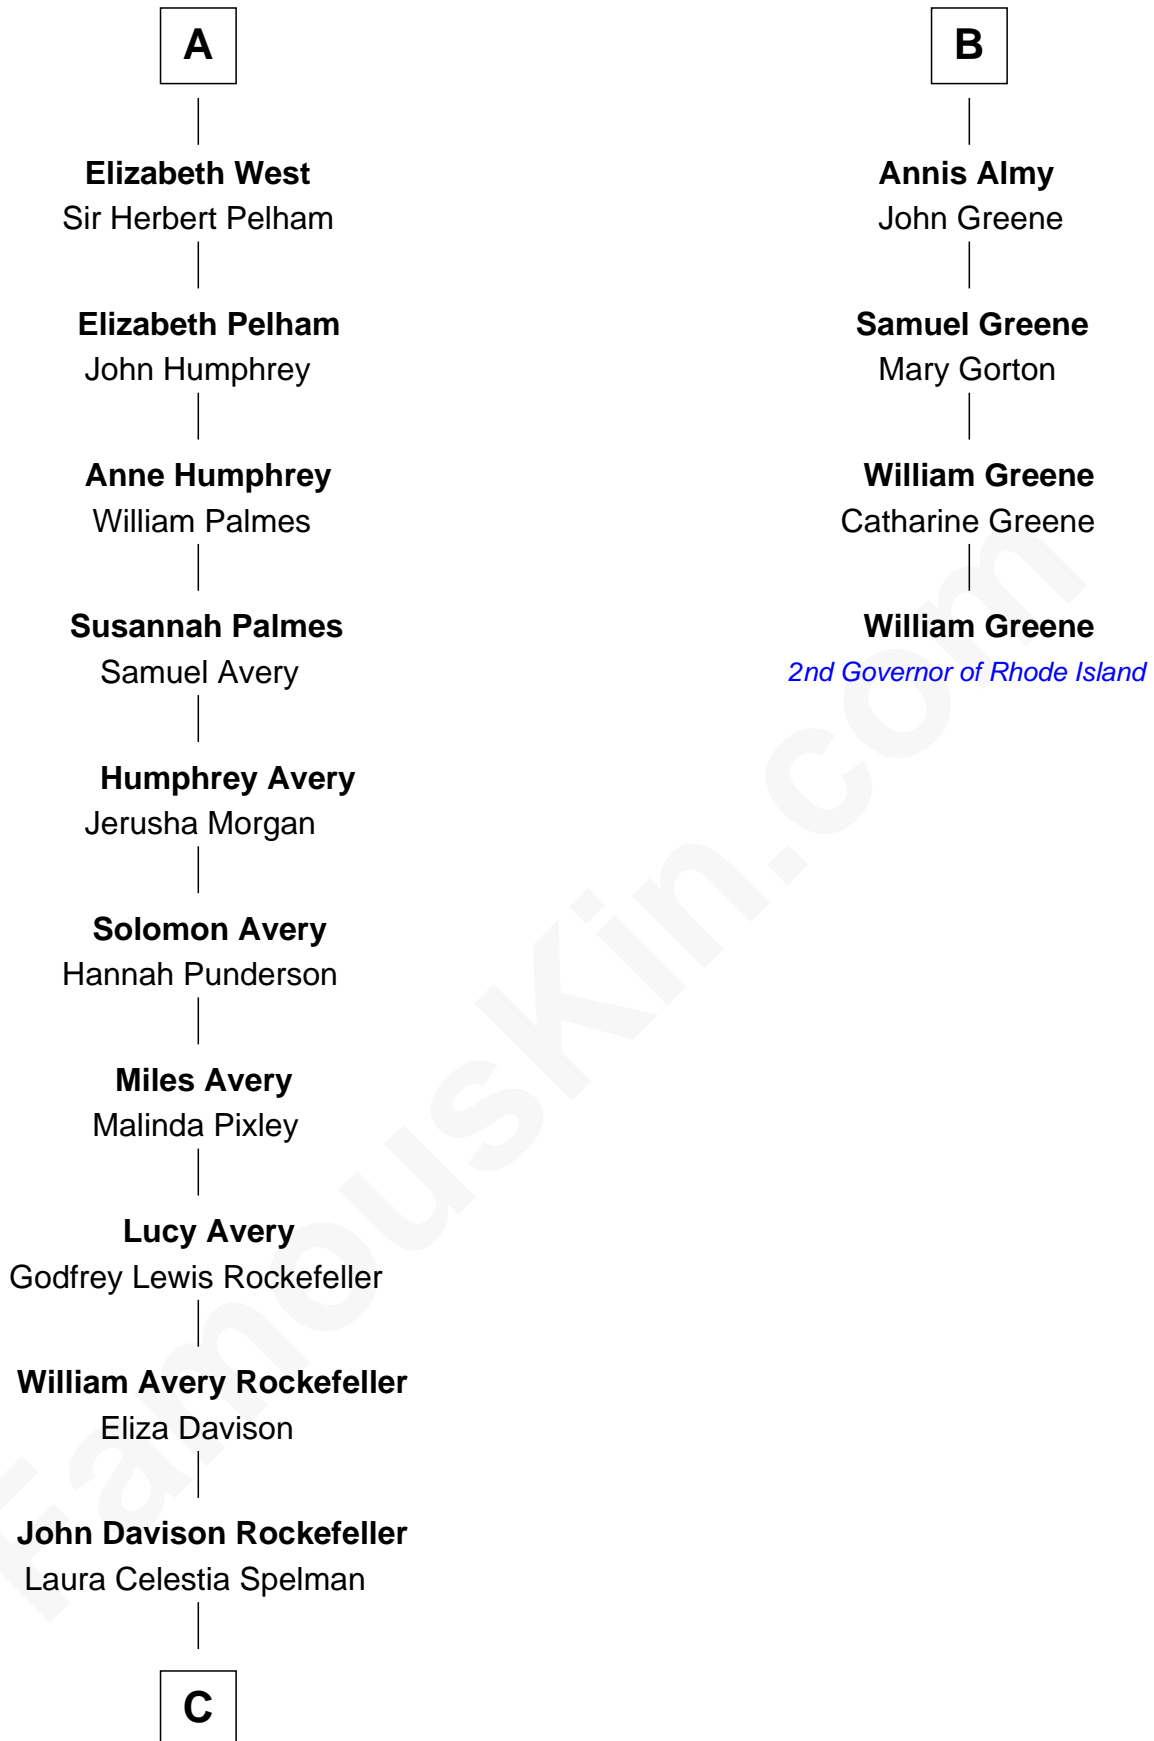 A
Elizabeth West
Sir Herbert Pelham
Elizabeth Pelham
John Humphrey
Anne Humphrey
William Palmes
Susannah Palmes
Samuel Avery
Humphrey Avery
Jerusha Morgan
Solomon Avery
Hannah Punderson
Miles Avery
Malinda Pixley
Lucy Avery
Godfrey Lewis Rockefeller
William Avery Rockefeller
Eliza Davison
John Davison Rockefeller
Laura Celestia Spelman
C
B
Annis Almy
John Greene
Samuel Greene
Mary Gorton
William Greene
Catharine Greene
William Greene
2nd Governor of Rhode Island
FamousKin.com